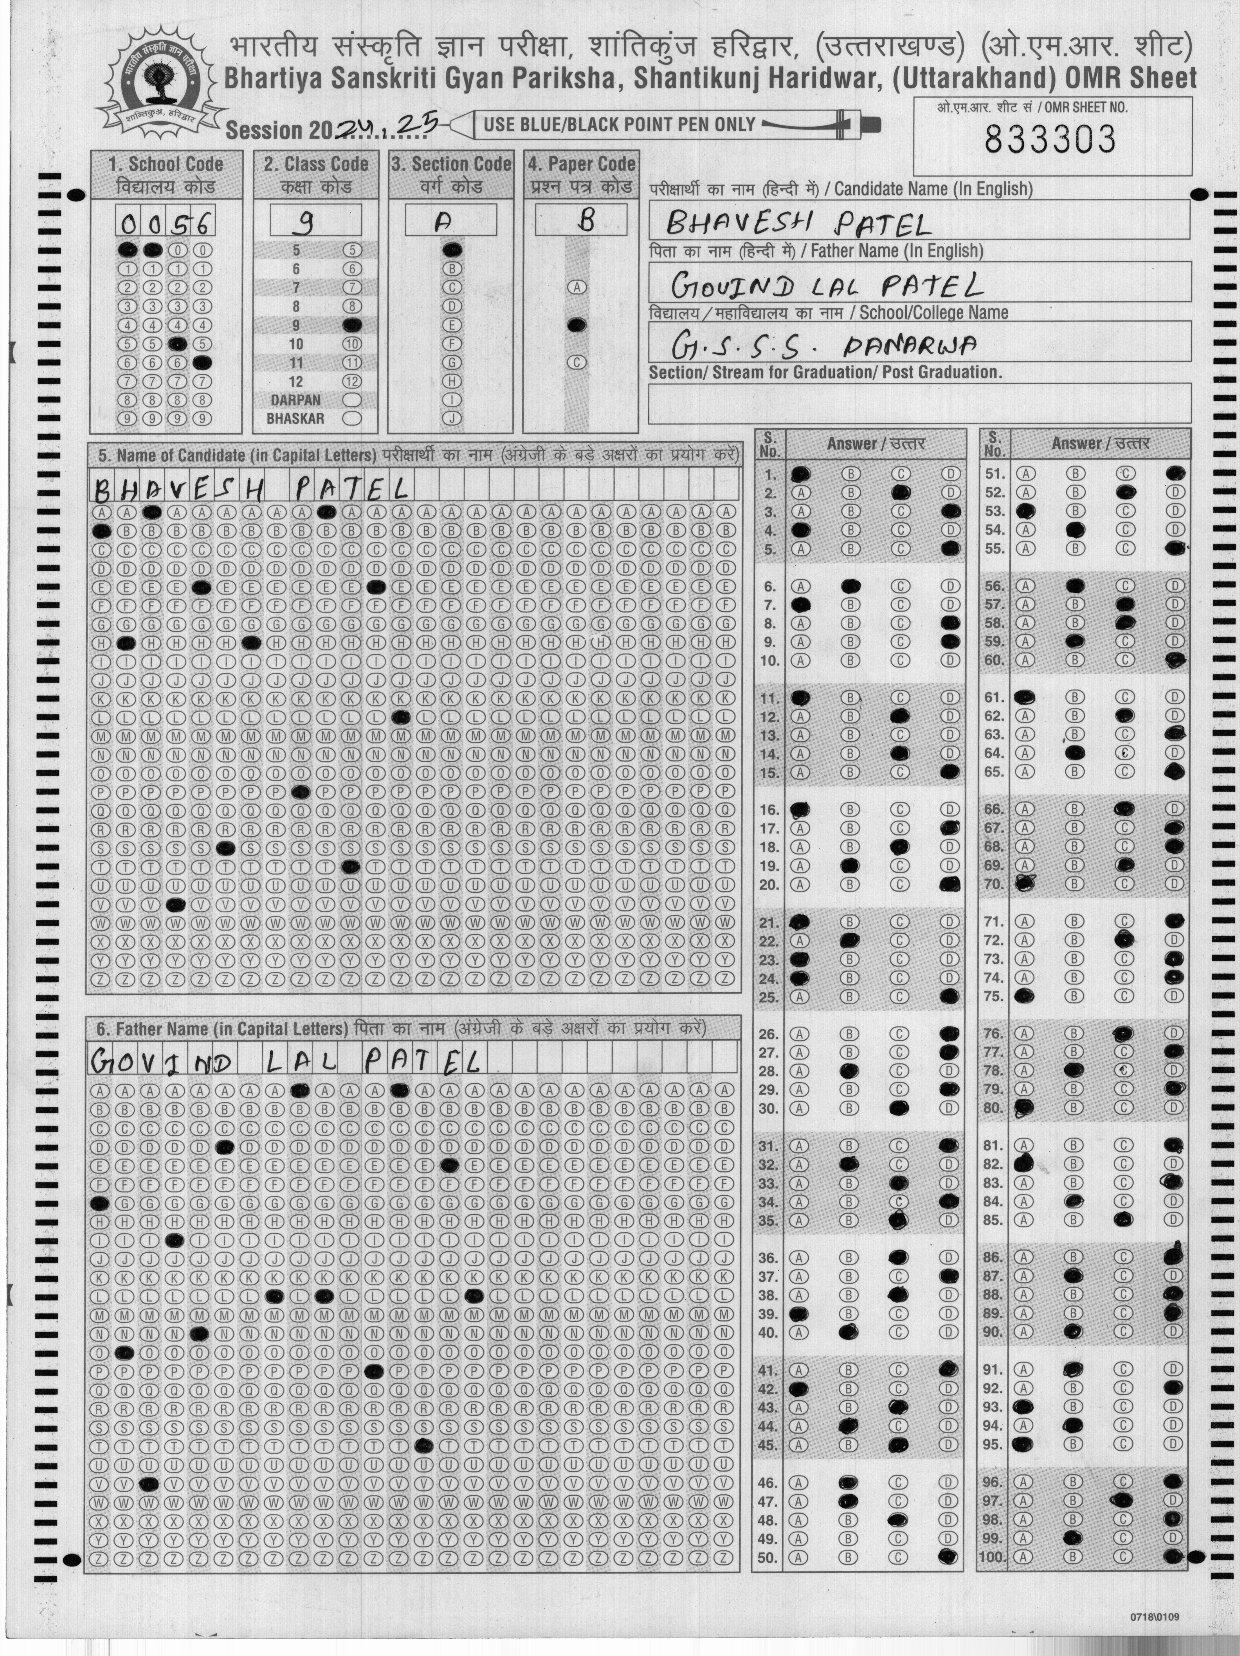 भारतीय संस्कृति ज्ञान परीक्षा, शांतिकुंज हरिद्वार, (उत्तराखण्ड) (ओ.एम.आर. शीट)
Bhartiya Sanskriti Gyan Pariksha, Shantikunj Haridwar, (Uttarakhand) OMR Sheet
Session 2024.25
USE BLUE/BLACK POINT PEN ONLY
ओ.एम.आर. शीट सं / OMR SHEET NO.
833303
1. School Code
विद्यालय कोड
0056
2. Class Code
कक्षा कोड
9
5
6
7
8
9
10
11
12
DARPAN
BHASKAR
3. Section Code
वर्ग कोड
A
4. Paper Code
प्रश्न पत्र कोड
B
परीक्षार्थी का नाम (हिन्दी में) / Candidate Name (In English)
BHAVESH PATEL
पिता का नाम (हिन्दी में) / Father Name (In English)
GOVIND LAL PATEL
विद्यालय/महाविद्यालय का नाम / School/College Name
G.S.S.S. DANARWA
Section/ Stream for Graduation/ Post Graduation.
5. Name of Candidate (in Capital Letters) परीक्षार्थी का नाम (अंग्रेजी के बड़े अक्षरों का प्रयोग करें)
BHAVESH PATEL
6. Father Name (in Capital Letters) पिता का नाम (अंग्रेजी के बड़े अक्षरों का प्रयोग करें)
GOVIND LAL PATEL
S. No. Answer / उत्तर
S. No. Answer / उत्तर
0718\0109